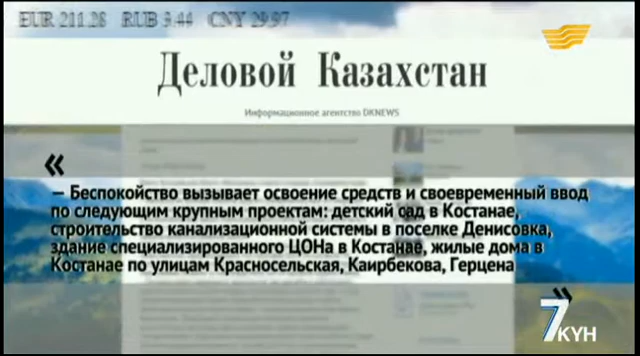 EUR 211.28 RUB 3.44 CNY 29.97
Деловой Казахстан
Информационное агентство DKNEWS
«
— Беспокойство вызывает освоение средств и своевременный ввод
по следующим крупным проектам: детский сад в Костанае,
строительство канализационной системы в поселке Денисовка,
здание специализированного ЦОНа в Костанае, жилые дома в
Костанае по улицам Красносельская, Каирбекова, Герцена
»
7
КҮН